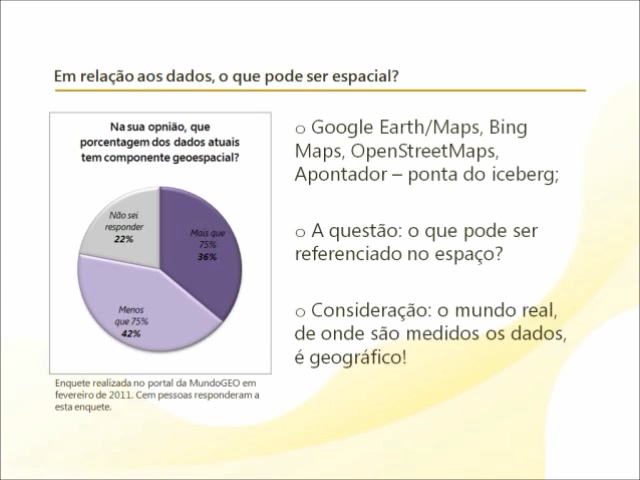 Em relação aos dados, o que pode ser espacial?
Na sua opnião, que
porcentagem dos dados atuais
tem componente geoespacial?
Não sei
responder
22%
Mais que
75%
36%
Menos
que 75%
42%
Enquete realizada no portal da MundoGEO em
fevereiro de 2011. Cem pessoas responderam a
esta enquete.
o Google Earth/Maps, Bing
Maps, OpenStreetMaps,
Apontador – ponta do iceberg;
o A questão: o que pode ser
referenciado no espaço?
o Consideração: o mundo real,
de onde são medidos os dados,
é geográfico!